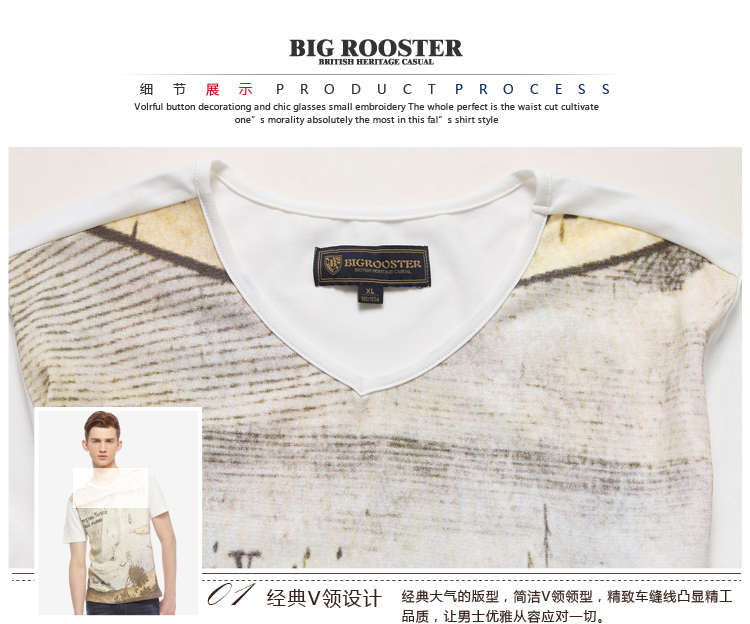 BIG ROOSTER
BRITISH HERITAGE CASUAL
细节展示 PRODUCT PROCESS
Volrful button decorationg and chic glasses small embroidery The whole perfect is the waist cut cultivate
one”s morality absolutely the most in this fal”s shirt style
BIGROOSTER
BRITISH HERITAGE CASUAL
XL
01 经典V领设计
经典大气的版型，简洁V领领型，精致车缝线凸显精工
品质，让男士优雅从容应对一切。